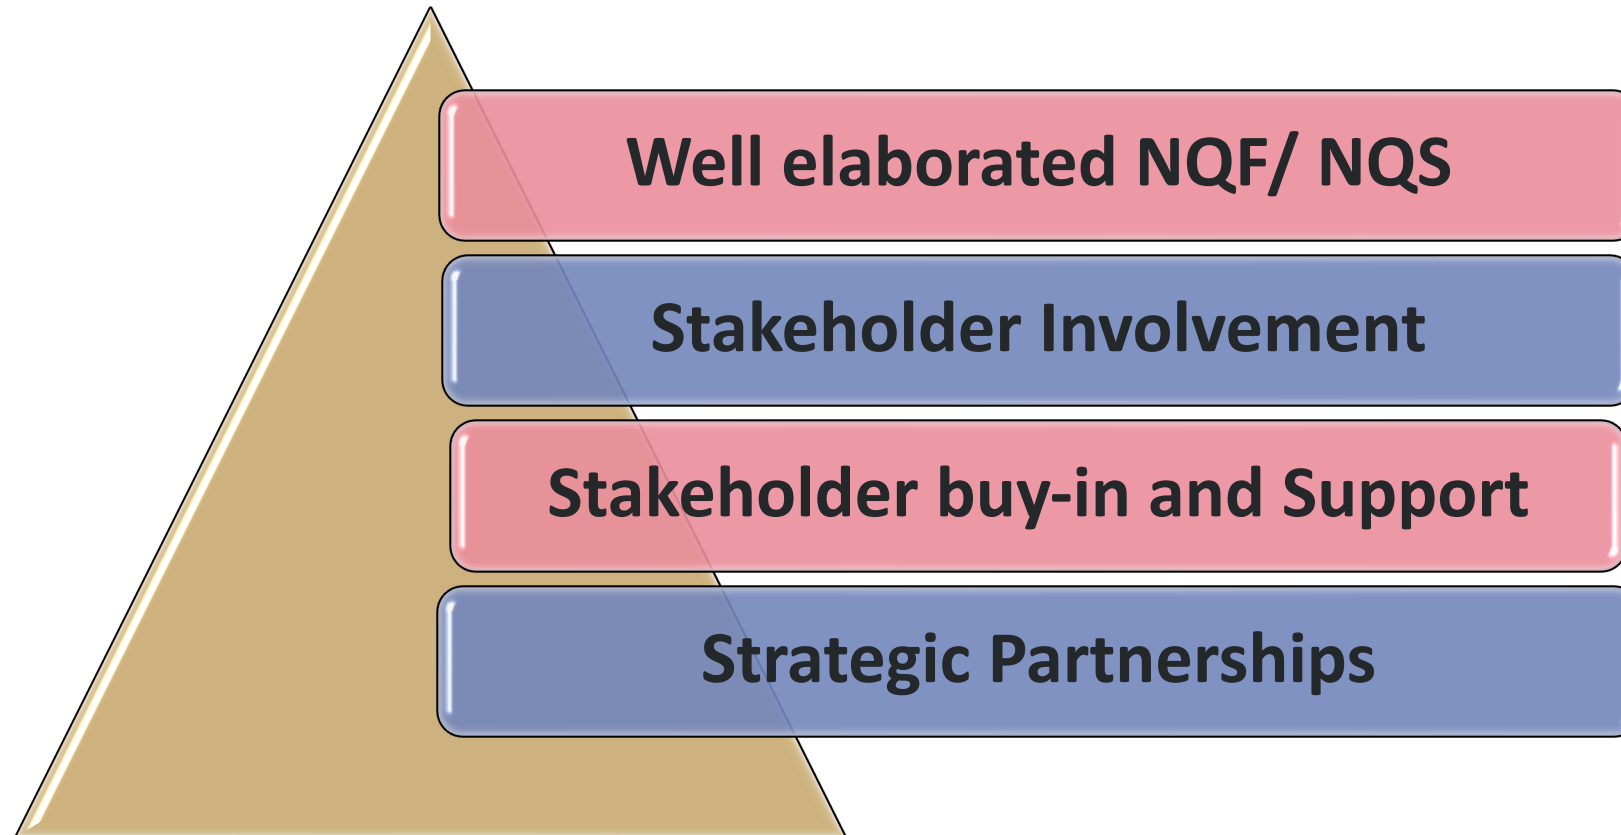 Well elaborated NQF/ NQS
Stakeholder Involvement
Stakeholder buy-in and Support
Strategic Partnerships